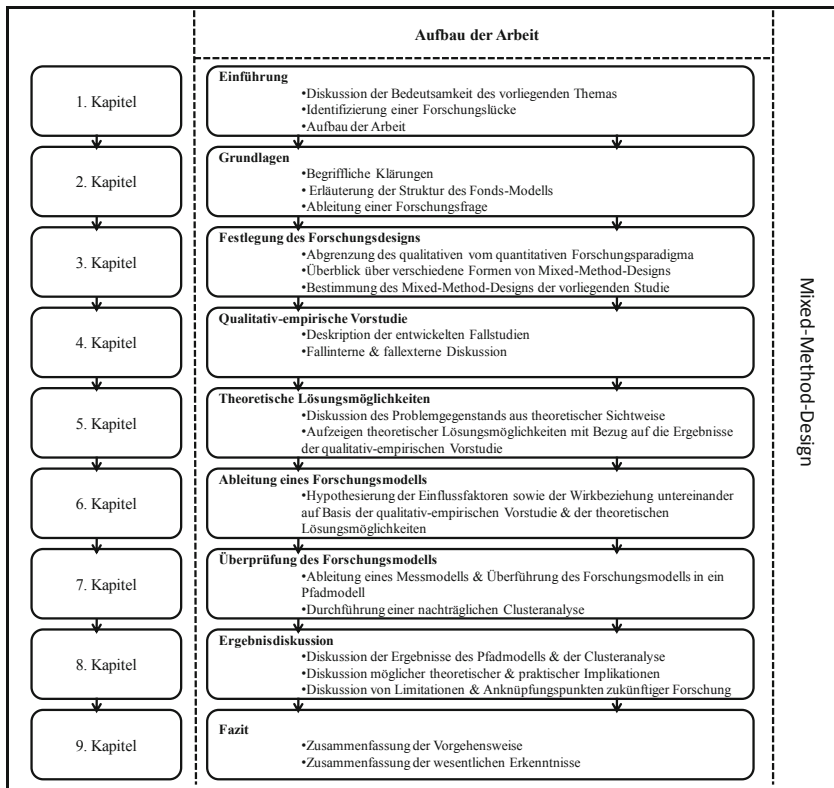 Aufbau der Arbeit
1. Kapitel
Einführung
•Diskussion der Bedeutsamkeit des vorliegenden Themas
•Identifizierung einer Forschungslücke
•Aufbau der Arbeit
2. Kapitel
Grundlagen
•Begriffliche Klärungen
•Erläuterung der Struktur des Fonds-Modells
•Ableitung einer Forschungsfrage
3. Kapitel
Festlegung des Forschungsdesigns
•Abgrenzung des qualitativen vom quantitativen Forschungsparadigma
•Überblick über verschiedene Formen von Mixed-Method-Designs
•Bestimmung des Mixed-Method-Designs der vorliegenden Studie
4. Kapitel
Qualitativ-empirische Vorstudie
•Deskription der entwickelten Fallstudien
•Fallinterne & fallexterne Diskussion
5. Kapitel
Theoretische Lösungsmöglichkeiten
•Diskussion des Problemgegenstands aus theoretischer Sichtweise
•Aufzeigen theoretischer Lösungsmöglichkeiten mit Bezug auf die Ergebnisse
der qualitativ-empirischen Vorstudie
6. Kapitel
Ableitung eines Forschungsmodells
•Hypothesierung der Einflussfaktoren sowie der Wirkbeziehung untereinander
auf Basis der qualitativ-empirischen Vorstudie & der theoretischen
Lösungsmöglichkeiten
7. Kapitel
Überprüfung des Forschungsmodells
•Ableitung eines Messmodells & Überführung des Forschungsmodells in ein
Pfadmodell
•Durchführung einer nachträglichen Clusteranalyse
8. Kapitel
Ergebnisdiskussion
•Diskussion der Ergebnisse des Pfadmodells & der Clusteranalyse
•Diskussion möglicher theoretischer & praktischer Implikationen
•Diskussion von Limitationen & Anknüpfungspunkten zukünftiger Forschung
9. Kapitel
Fazit
•Zusammenfassung der Vorgehensweise
•Zusammenfassung der wesentlichen Erkenntnisse
Mixed-Method-Design